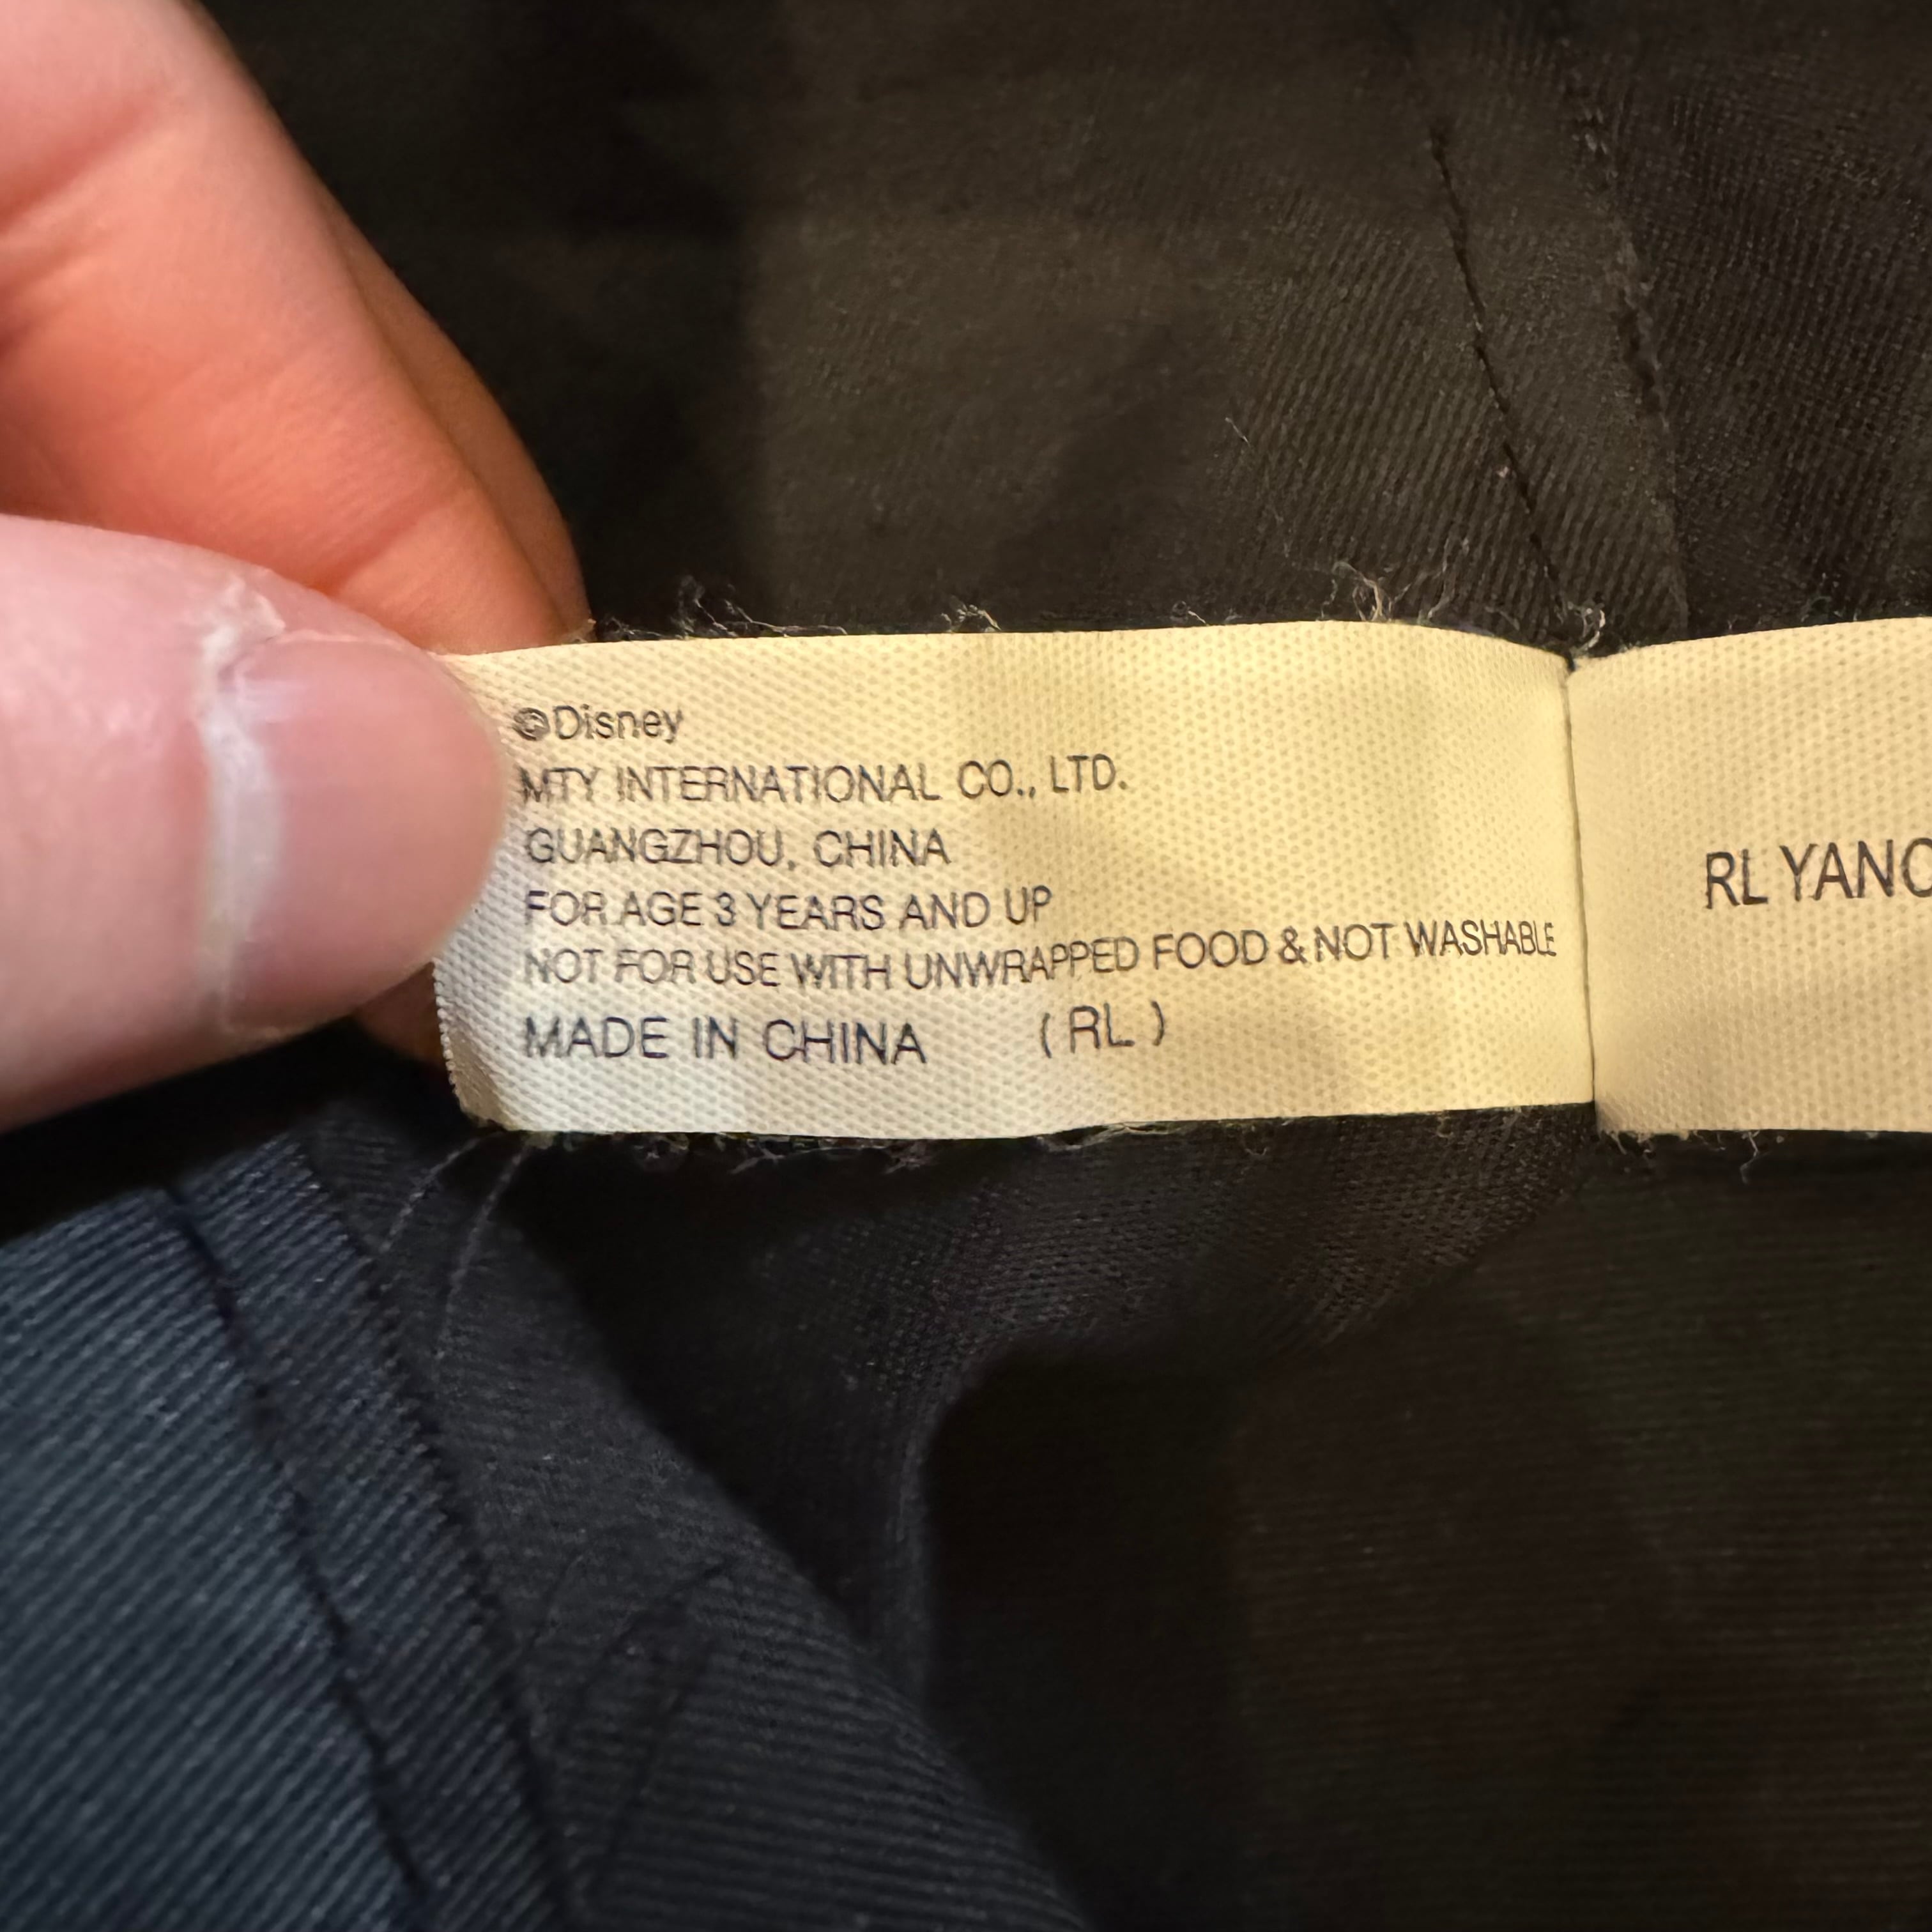 ©Disney
MTY INTERNATIONAL CO., LTD.
GUANGZHOU, CHINA
FOR AGE 3 YEARS AND UP
NOT FOR USE WITH UNWRAPPED FOOD & NOT WASHABLE
MADE IN CHINA (RL)
RL